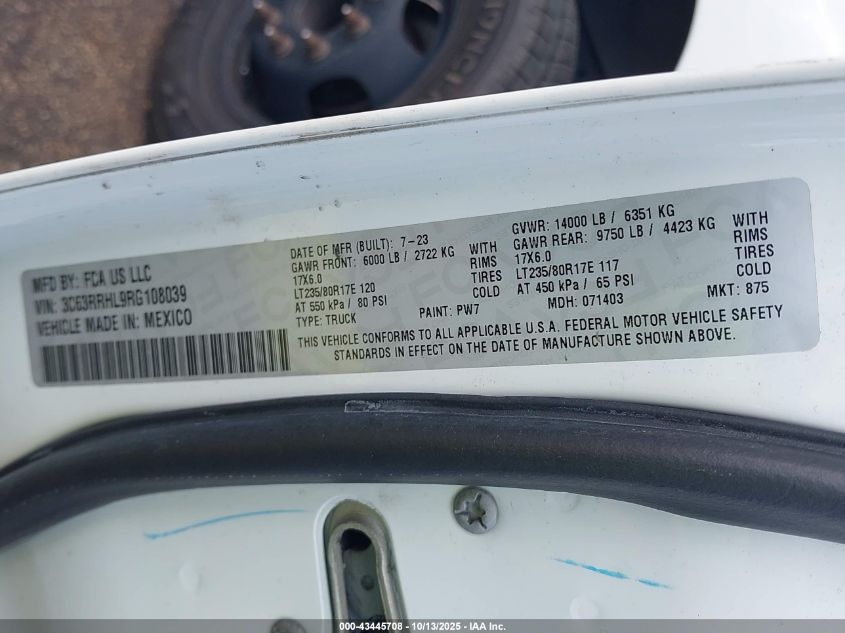 MFD BY: FCA US LLC
VIN: 3C63RRHL9RG108039
VEHICLE MADE IN: MEXICO
DATE OF MFR (BUILT): 7-23
GAWR FRONT: 6000 LB / 2722 KG WITH
17X6.0 RIMS
LT235/80R17E 120 TIRES
AT 550 kPa / 80 PSI COLD
TYPE: TRUCK PAINT: PW7
GVWR: 14000 LB / 6351 KG
GAWR REAR: 9750 LB / 4423 KG WITH
17X6.0 RIMS
LT235/80R17E 117 TIRES
AT 450 kPa / 65 PSI COLD
MDH: 071403 MKT: 875
THIS VEHICLE CONFORMS TO ALL APPLICABLE U.S.A. FEDERAL MOTOR VEHICLE SAFETY
STANDARDS IN EFFECT ON THE DATE OF MANUFACTURE SHOWN ABOVE.
000-43445708 - 10/13/2025 - IAA Inc.